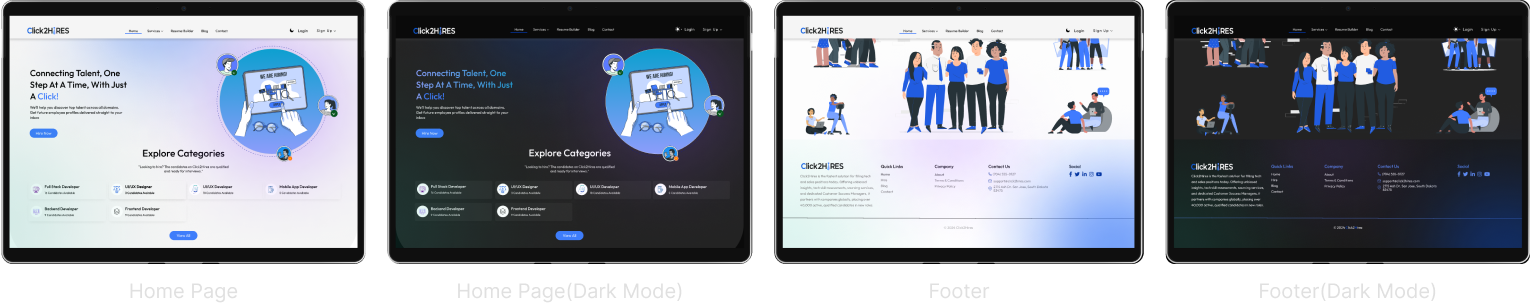 Click2HIRES
Home Services Resume Builder Blog Contact
Login Sign Up
Connecting Talent, One
Step At A Time, With Just
A Click!
We'll help you discover top talent across all domains.
Get future employee profiles delivered straight to your
inbox
Hire Now
WE ARE HIRING!
Explore Categories
"Looking to hire? The candidates on Click2Hires are qualified
and ready for interviews."
Full Stack Developer
UI/UX Designer
UI/UX Developer
Mobile App Developer
Backend Developer
Frontend Developer
View All
Home Page
Click2HIRES
Home Services Resume Builder Blog Contact
Login Sign Up
Connecting Talent, One
Step At A Time, With Just
A Click!
We'll help you discover top talent across all domains.
Get future employee profiles delivered straight to your
inbox
Hire Now
WE ARE HIRING!
Explore Categories
"Looking to hire? The candidates on Click2Hires are qualified
and ready for interviews."
Full Stack Developer
UI/UX Designer
UI/UX Developer
Mobile App Developer
Backend Developer
Frontend Developer
View All
Home Page(Dark Mode)
Click2HIRES
Home Services Resume Builder Blog Contact
Login Sign Up
Click2HIRES
Quick Links
Home
Hire
Blog
Contact
Company
About
Terms & Conditions
Privacy Policy
Contact Us
Social
© 2024 Click2Hires
Footer
Click2HIRES
Home Services Resume Builder Blog Contact
Login Sign Up
Click2HIRES
Quick Links
Home
Hire
Blog
Contact
Company
About
Terms & Conditions
Privacy Policy
Contact Us
Social
© 2024
Footer(Dark Mode)